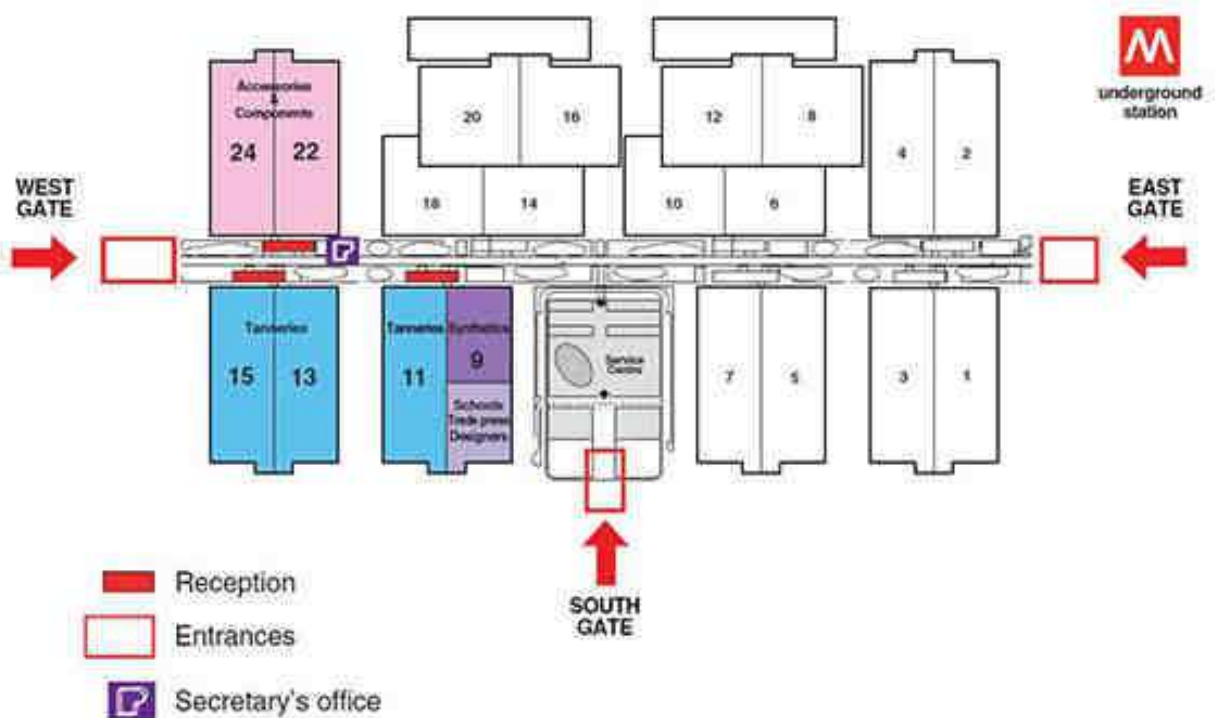 M
underground
station
Accessories
&
Components
24 22
20 16
12 8
4 2
18 14
10 6
WEST
GATE
EAST
GATE
Tanneries
15 13
Tanneries
11
Synthetics
9
Schools
Trade press
Designers
Service
Centre
7 5
3 1
SOUTH
GATE
Reception
Entrances
Secretary's office